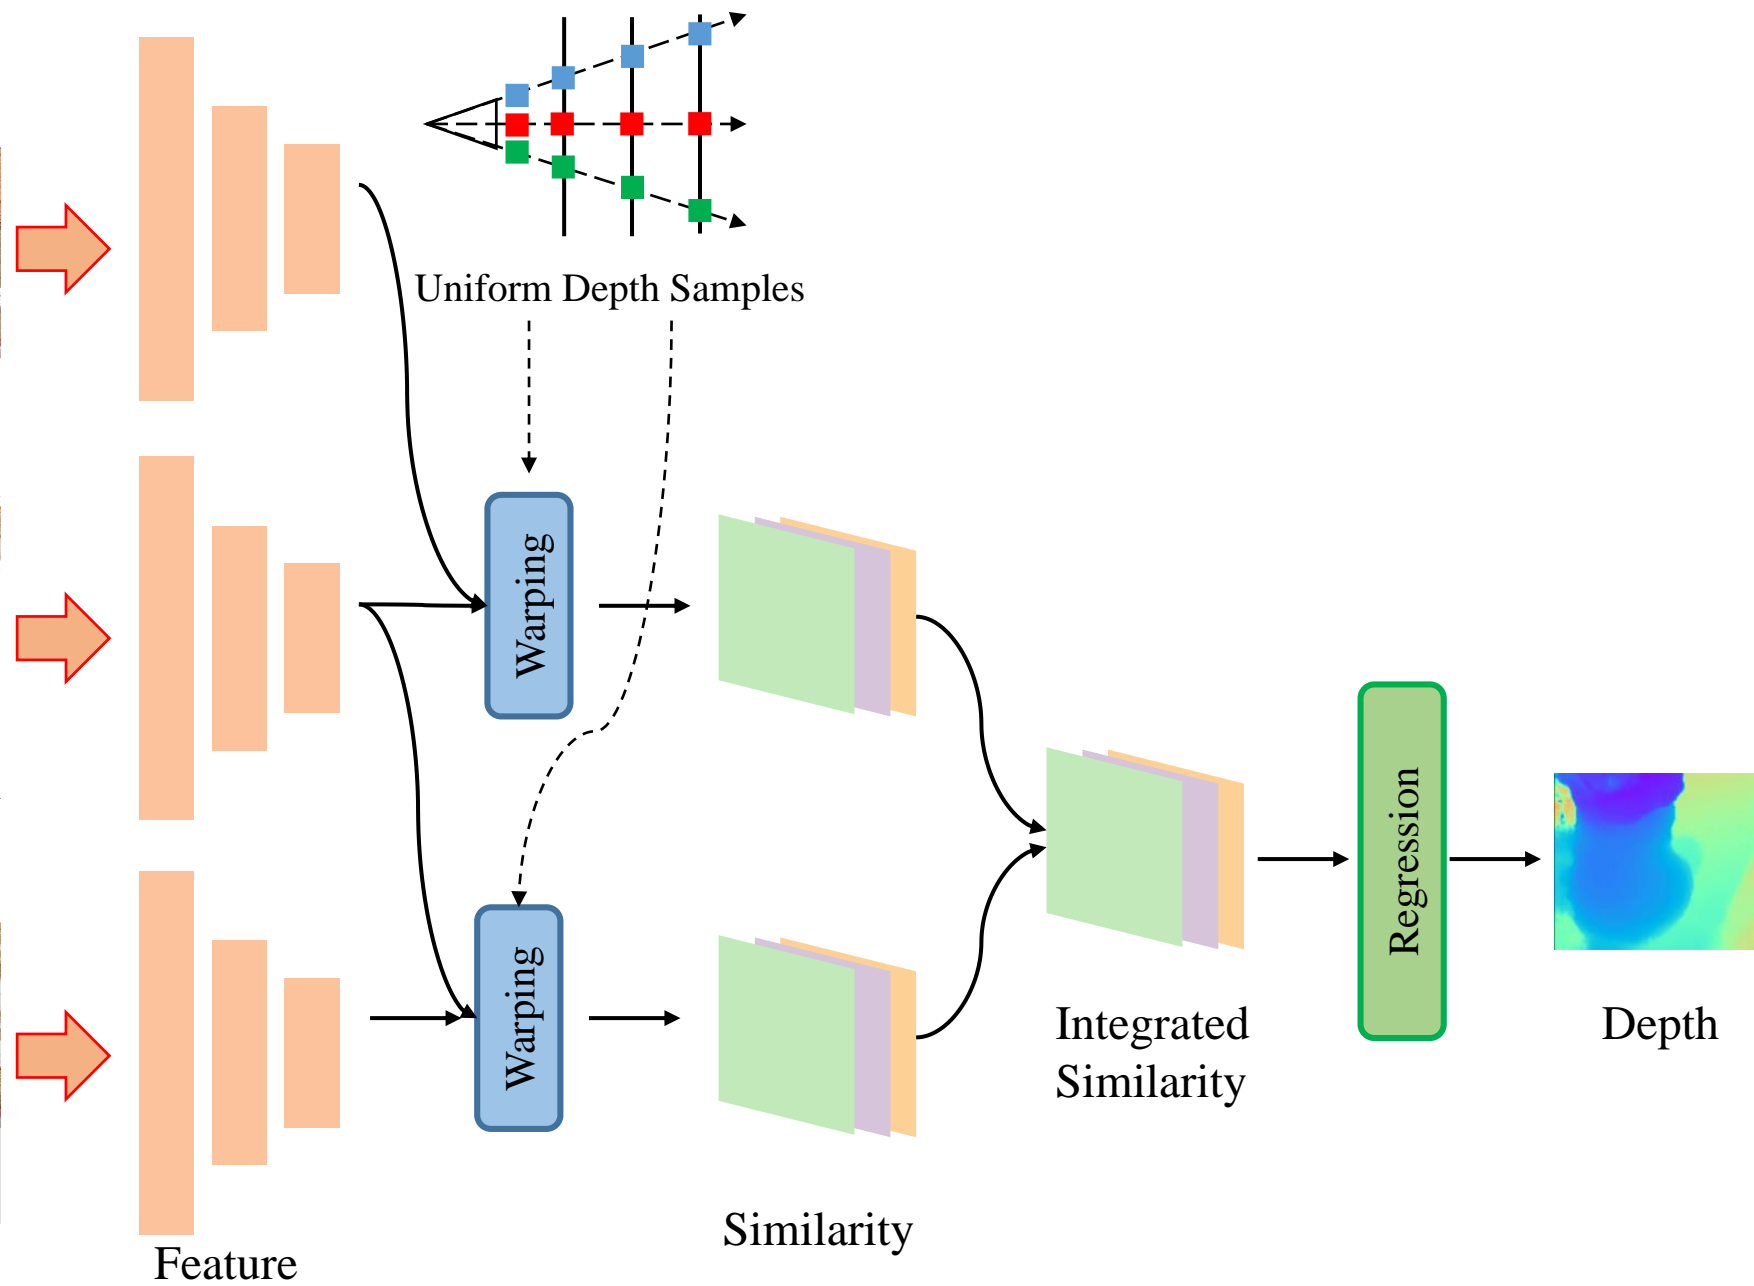 Uniform Depth Samples
Warping
Warping
Regression
Integrated
Similarity
Depth
Similarity
Feature